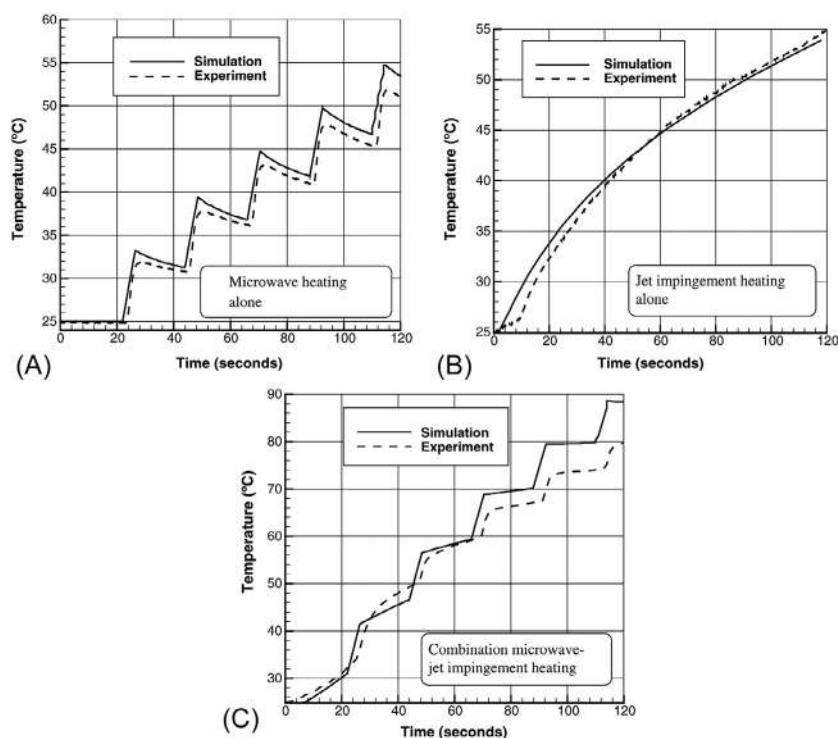 60
55
50
45
40
35
30
25
0 20 40 60 80 100 120
Temperature (°C)
Time (seconds)
Simulation
Experiment
Microwave heating
alone
(A)
55
50
45
40
35
30
25
0 20 40 60 80 100 120
Temperature (°C)
Time (seconds)
Simulation
Experiment
Jet impingement heating
alone
(B)
90
80
70
60
50
40
30
0 20 40 60 80 100 120
Temperature (°C)
Time (seconds)
Simulation
Experiment
Combination microwave-
jet impingement heating
(C)